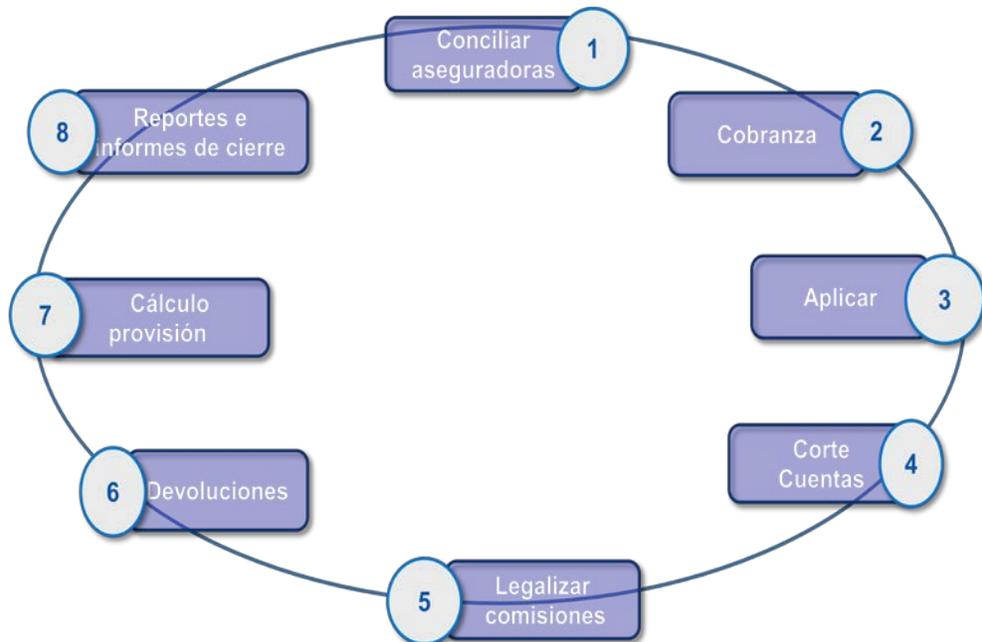 Conciliar
aseguradoras
1
Cobranza
2
Aplicar
3
Corte
Cuentas
4
Legalizar
comisiones
5
Devoluciones
6
Cálculo
provisión
7
Reportes e
informes de cierre
8